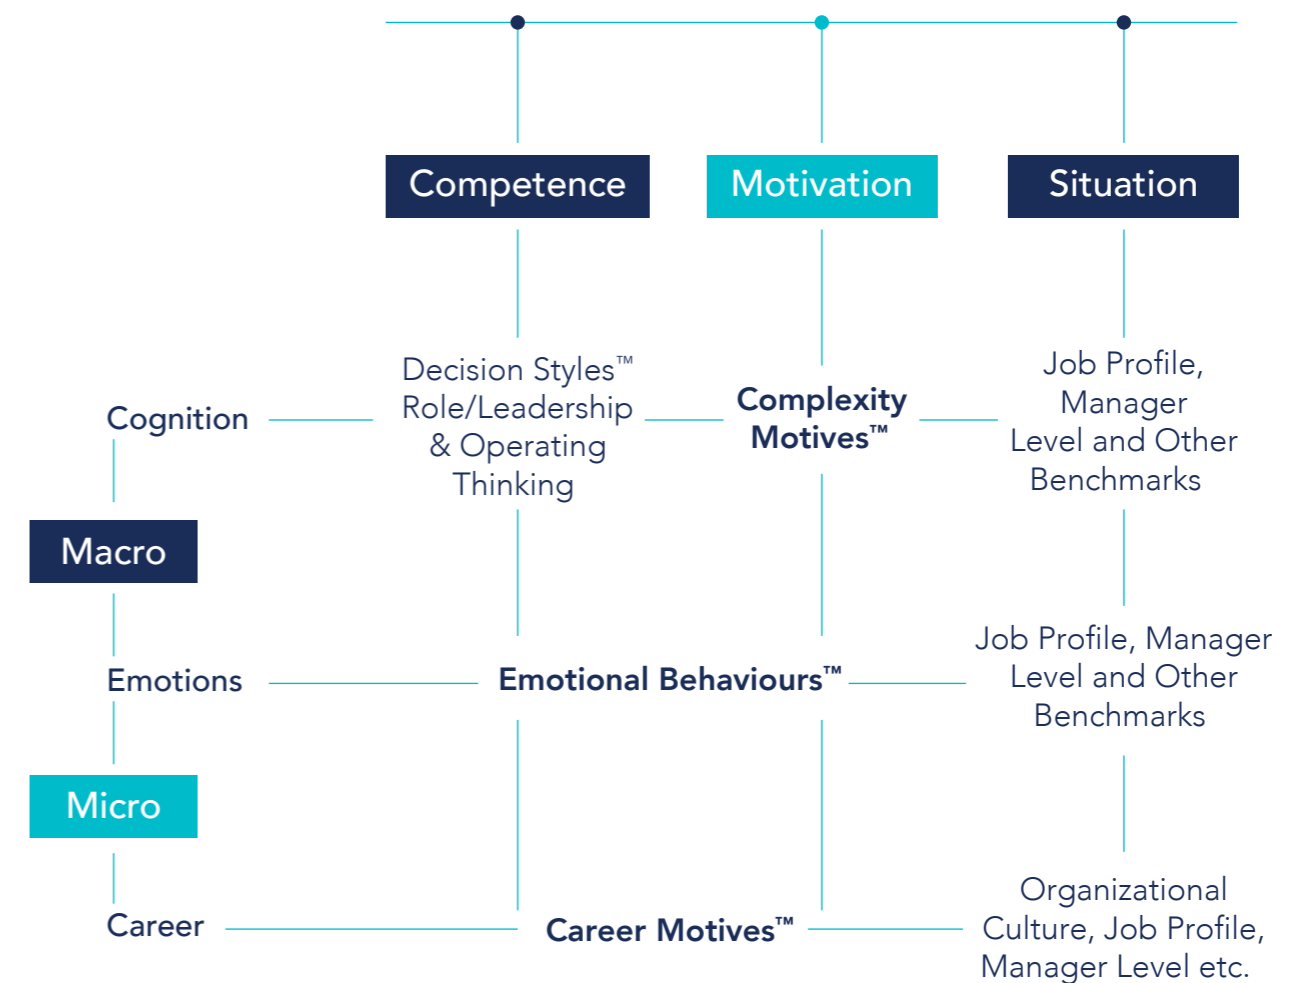 Competence
Motivation
Situation
Cognition
Decision Styles™
Role/Leadership
& Operating
Thinking
Complexity
Motives™
Job Profile,
Manager
Level and Other
Benchmarks
Macro
Emotions
Emotional Behaviours™
Job Profile, Manager
Level and Other
Benchmarks
Micro
Career
Career Motives™
Organizational
Culture, Job Profile,
Manager Level etc.